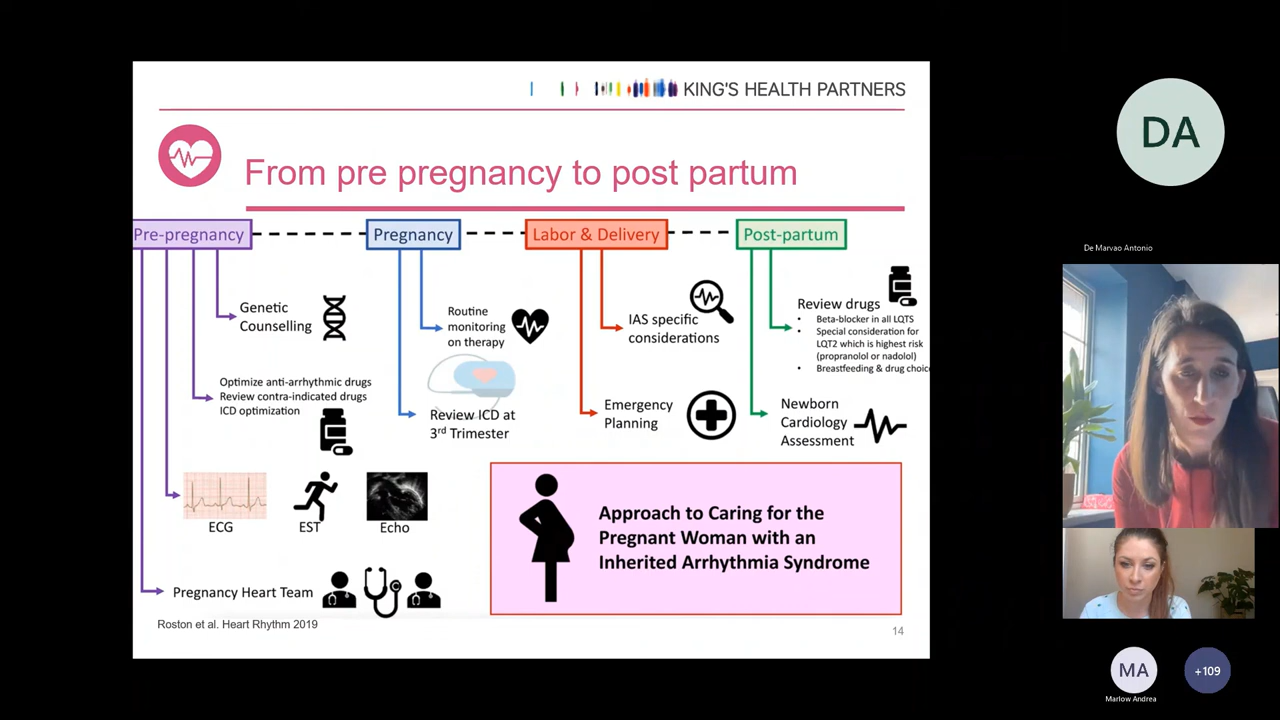 KING'S HEALTH PARTNERS
From pre pregnancy to post partum
Pre-pregnancy
Pregnancy
Labor & Delivery
Post-partum
Genetic
Counselling
Optimize anti-arrhythmic drugs
Review contra-indicated drugs
ICD optimization
ECG
EST
Echo
Pregnancy Heart Team
Routine
monitoring
on therapy
Review ICD at
3rd Trimester
IAS specific
considerations
Emergency
Planning
Review drugs
• Beta-blocker in all LQTS
• Special consideration for
LQT2 which is highest risk
(propranolol or nadolol)
• Breastfeeding & drug choic
Newborn
Cardiology
Assessment
Approach to Caring for the
Pregnant Woman with an
Inherited Arrhythmia Syndrome
Roston et al. Heart Rhythm 2019
14
DA
De Marvao Antonio
MA
+109
Marlow Andrea